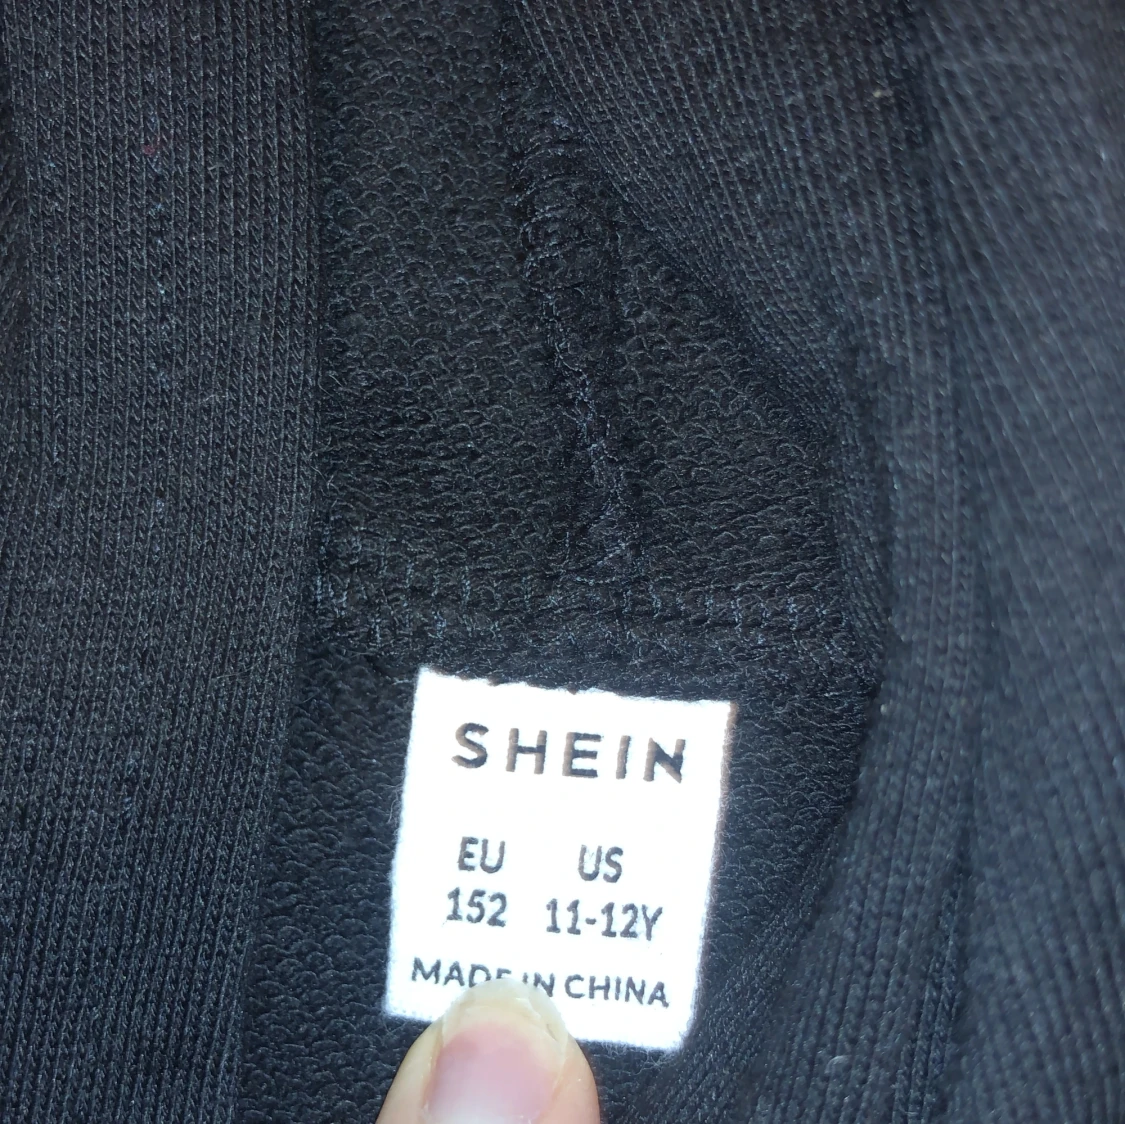 SHEIN
EU US
152 11-12Y
MADE IN CHINA